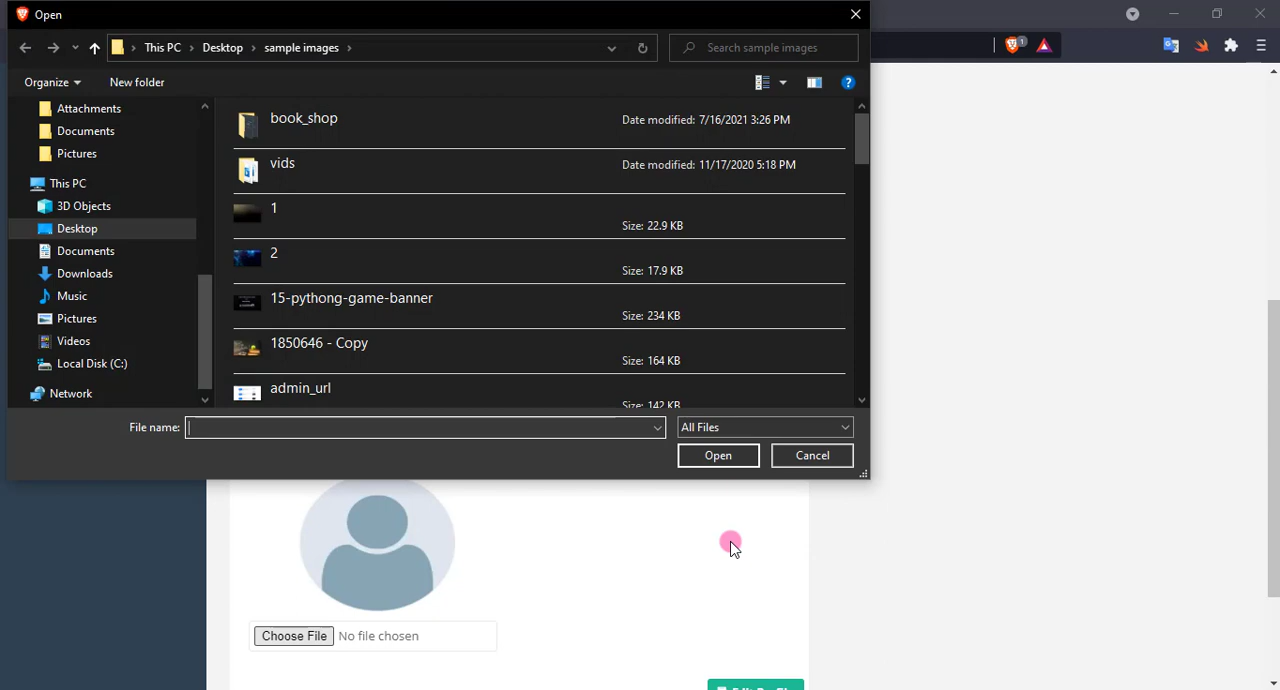 Open
This PC
Desktop
sample images
Search sample images
Organize
New folder
Attachments
Documents
Pictures
This PC
3D Objects
Desktop
Documents
Downloads
Music
Pictures
Videos
Local Disk (C:)
Network
book_shop
Date modified: 7/16/2021 3:26 PM
vids
Date modified: 11/17/2020 5:18 PM
1
Size: 22.9 KB
2
Size: 17.9 KB
15-pythong-game-banner
Size: 234 KB
1850646 - Copy
Size: 164 KB
admin_url
Size: 142 KB
File name:
All Files
Open
Cancel
1
Choose File No file chosen